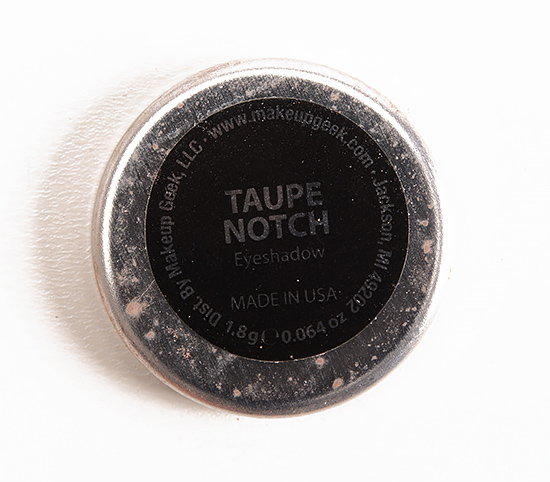 TAUPE
NOTCH
Eyeshadow
MADE IN USA
Dist. By Makeup Geek, LLC · www.makeupgeek.com · Jackson, MI 49202
1.8g ℮ 0.064 oz